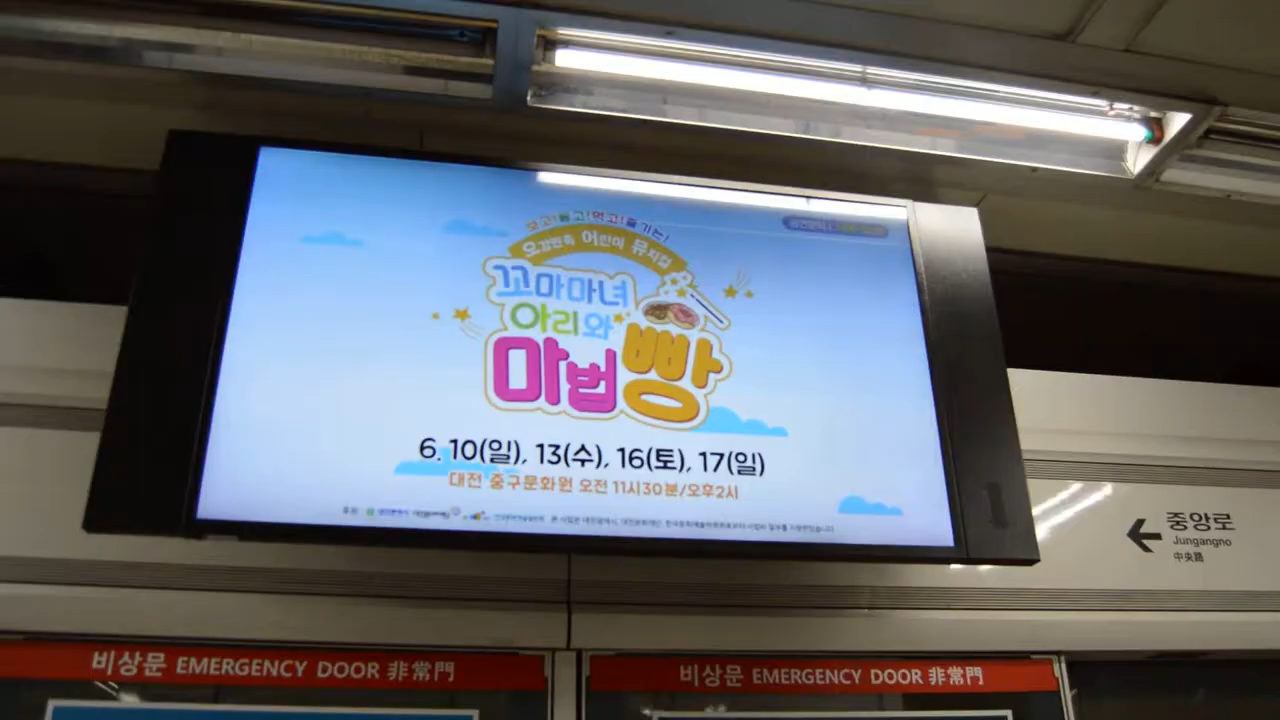 보고! 듣고! 먹고! 즐기는!
오감만족 어린이 뮤지컬
꼬마마녀
아리와
마법빵
6. 10(일), 13(수), 16(토), 17(일)
대전 중구문화원 오전 11시30분/오후2시
후원
중앙로
Jungangno
中央路
비상문 EMERGENCY DOOR 非常門
비상문 EMERGENCY DOOR 非常門